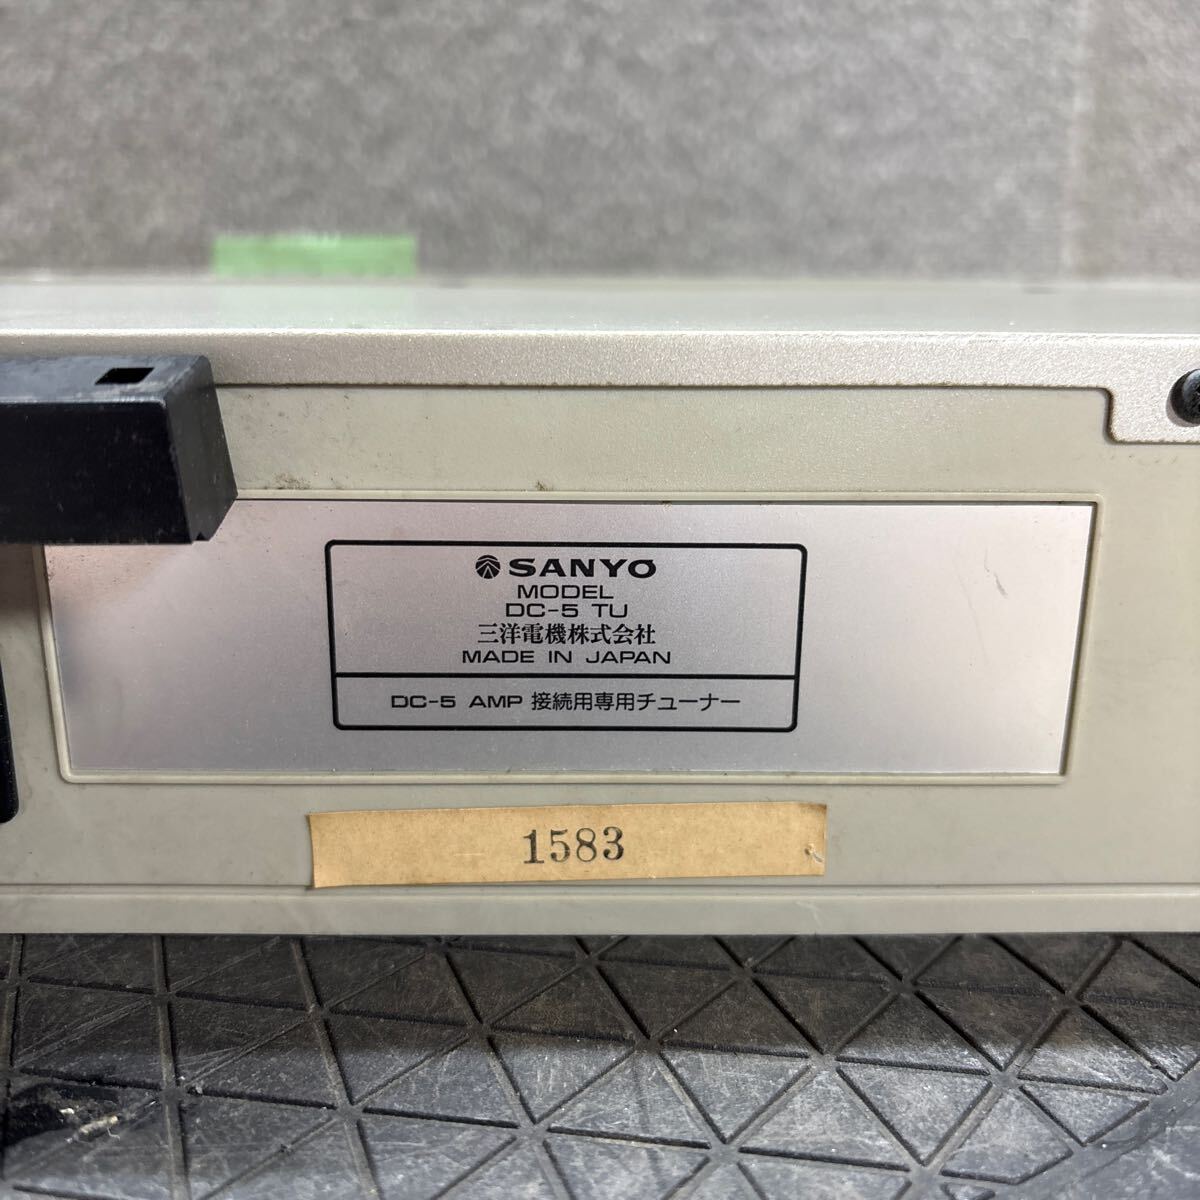 SANYO
MODEL
DC-5 TU
三洋電機株式会社
MADE IN JAPAN
DC-5 AMP 接続用専用チューナー
1583